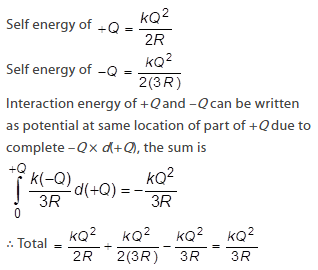 Self energy of +Q = kQ²/2R
Self energy of −Q = kQ²/2(3R)
Interaction energy of +Q and −Q can be written
as potential at same location of part of +Q due to
complete −Q × d(+Q), the sum is
∫₀^{+Q} k(−Q)/3R d(+Q) = − kQ²/3R
∴ Total = kQ²/2R + kQ²/2(3R) − kQ²/3R = kQ²/3R